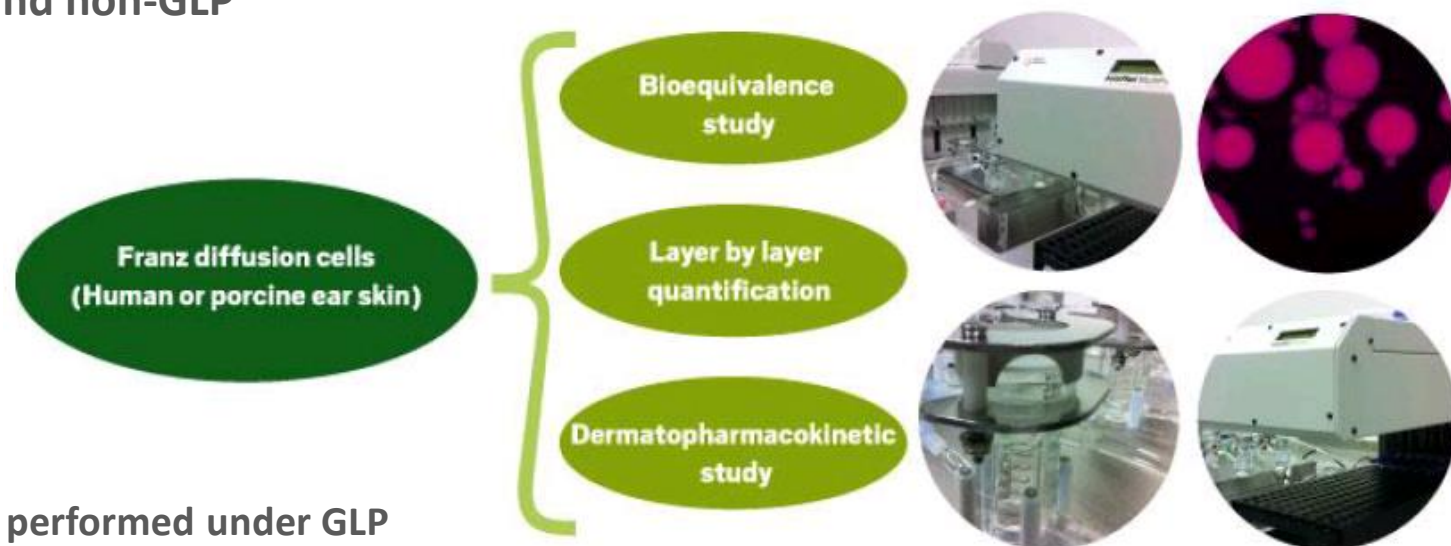 nd non-GLP
Bioequivalence
study
Franz diffusion cells
(Human or porcine ear skin)
Layer by layer
quantification
Dermatopharmacokinetic
study
performed under GLP